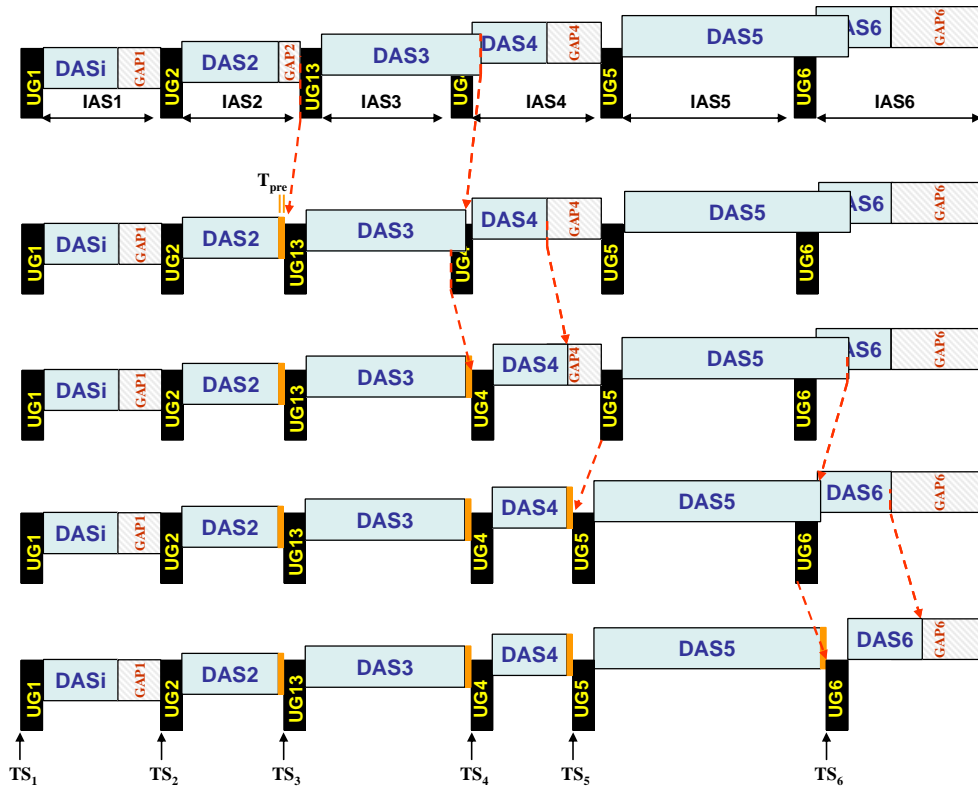 UG1 DASi GAP1 UG2 DAS2 GAP2 UG13 DAS3 UG4 DAS4 GAP4 UG5 DAS5 UG6 AS6 GAP6
IAS1 IAS2 IAS3 IAS4 IAS5 IAS6
Tpre
UG1 DASi GAP1 UG2 DAS2 UG13 DAS3 UG4 DAS4 GAP4 UG5 DAS5 UG6 AS6 GAP6
UG1 DASi GAP1 UG2 DAS2 UG13 DAS3 UG4 DAS4 GAP4 UG5 DAS5 UG6 AS6 GAP6
UG1 DASi GAP1 UG2 DAS2 UG13 DAS3 UG4 DAS4 UG5 DAS5 UG6 DAS6 GAP6
UG1 DASi GAP1 UG2 DAS2 UG13 DAS3 UG4 DAS4 UG5 DAS5 UG6 DAS6 GAP6
TS1 TS2 TS3 TS4 TS5 TS6